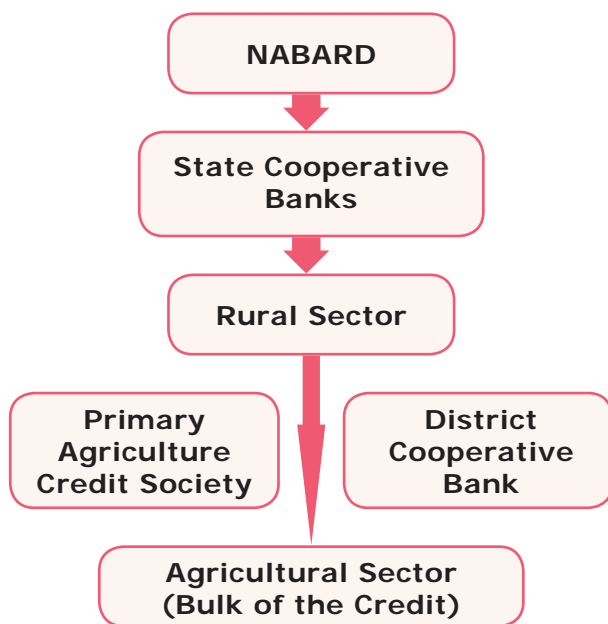 NABARD
State Cooperative
Banks
Rural Sector
Primary
Agriculture
Credit Society
District
Cooperative
Bank
Agricultural Sector
(Bulk of the Credit)